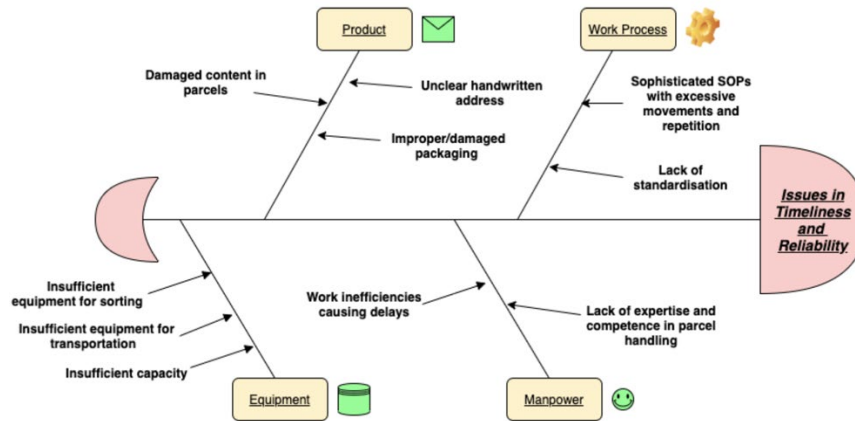 Product
Work Process
Damaged content in
parcels
Unclear handwritten
address
Improper/damaged
packaging
Sophisticated SOPs
with excessive
movements and
repetition
Lack of
standardisation
Issues in
Timeliness
and
Reliability
Insufficient
equipment for sorting
Insufficient equipment for
transportation
Insufficient capacity
Work inefficiencies
causing delays
Lack of expertise and
competence in parcel
handling
Equipment
Manpower